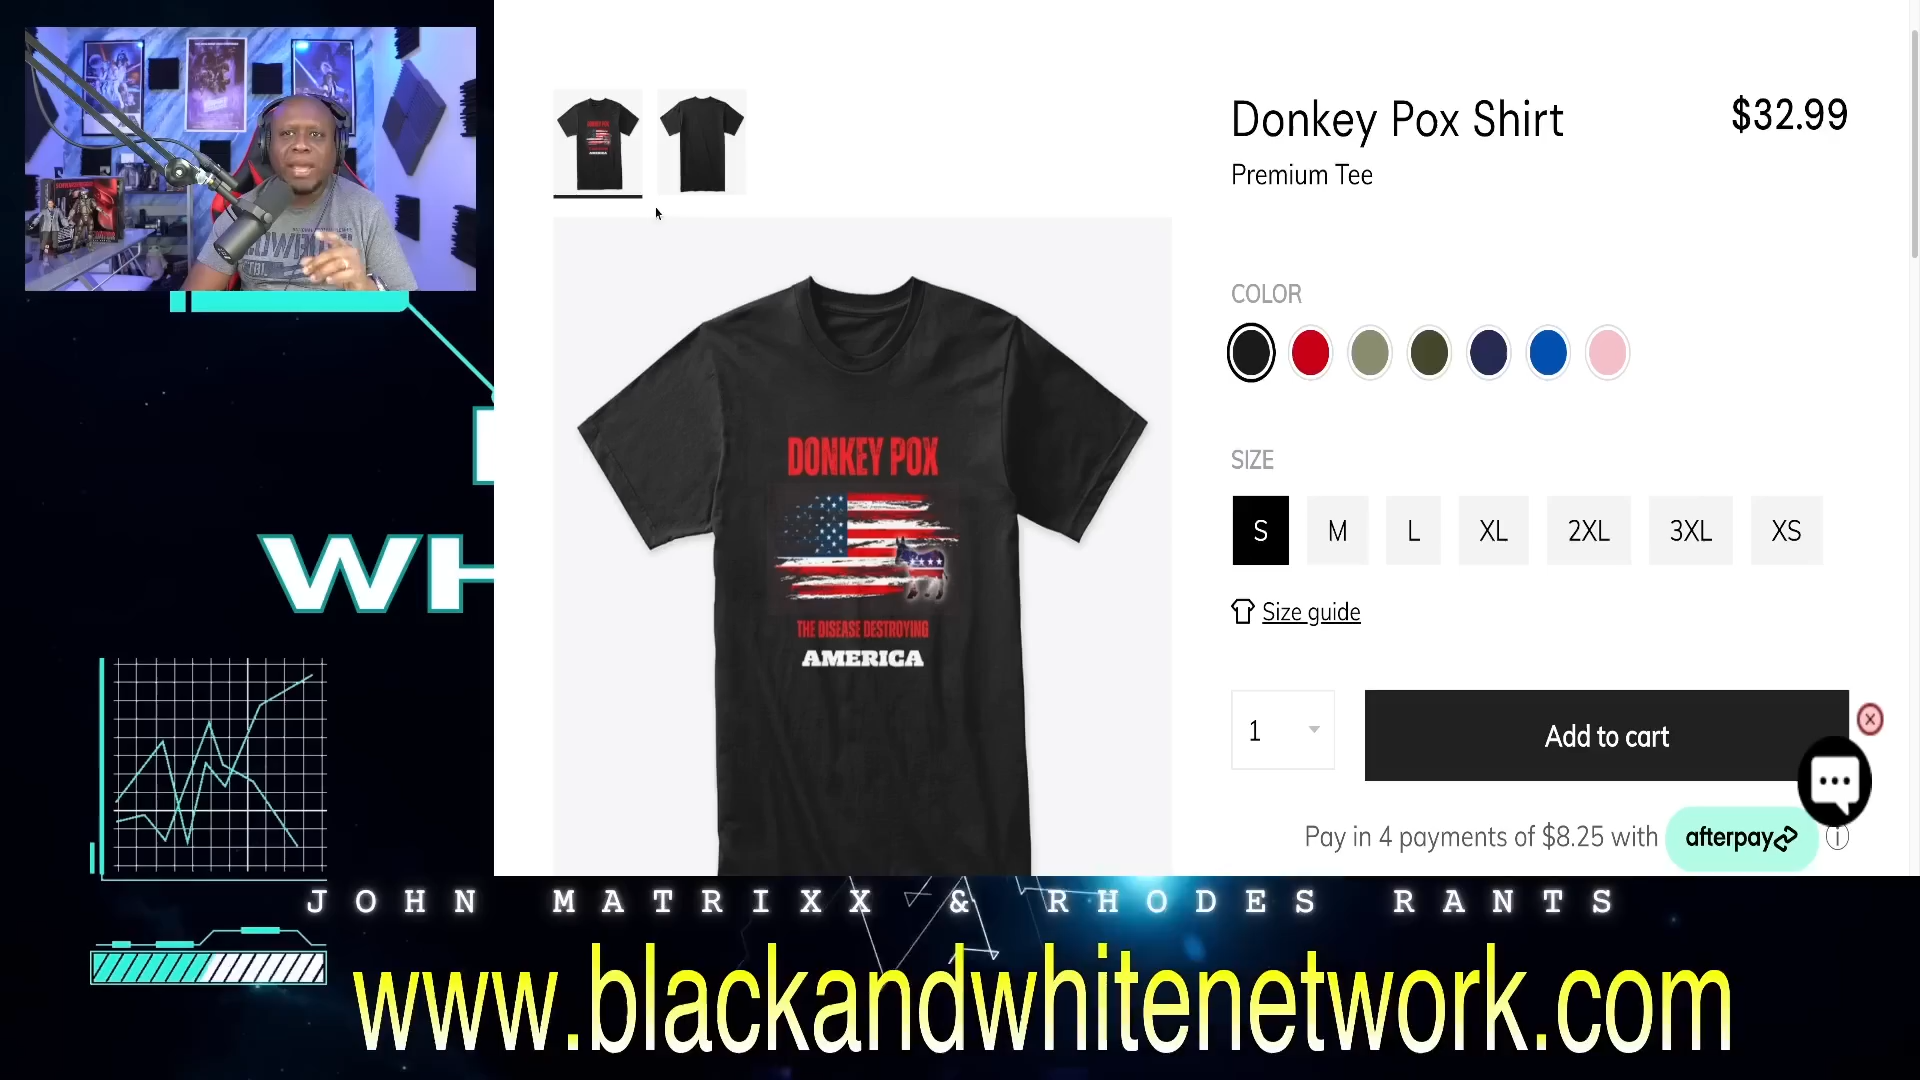 Donkey Pox Shirt
$32.99
Premium Tee
COLOR
DONKEY POX
THE DISEASE DESTROYING
AMERICA
SIZE
S M L XL 2XL 3XL XS
Size guide
1
Add to cart
Pay in 4 payments of $8.25 with afterpay
WH
JOHN MATRIXX & RHODES RANTS
www.blackandwhitenetwork.com